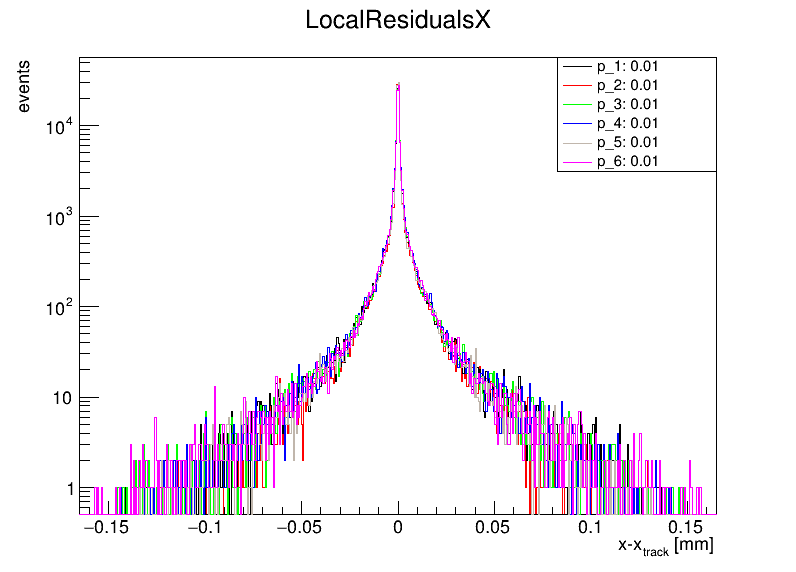 LocalResidualsX
events
p_1: 0.01
p_2: 0.01
p_3: 0.01
p_4: 0.01
p_5: 0.01
p_6: 0.01
10^4
10^3
10^2
10
1
−0.15 −0.1 −0.05 0 0.05 0.1 0.15
x-x_track [mm]